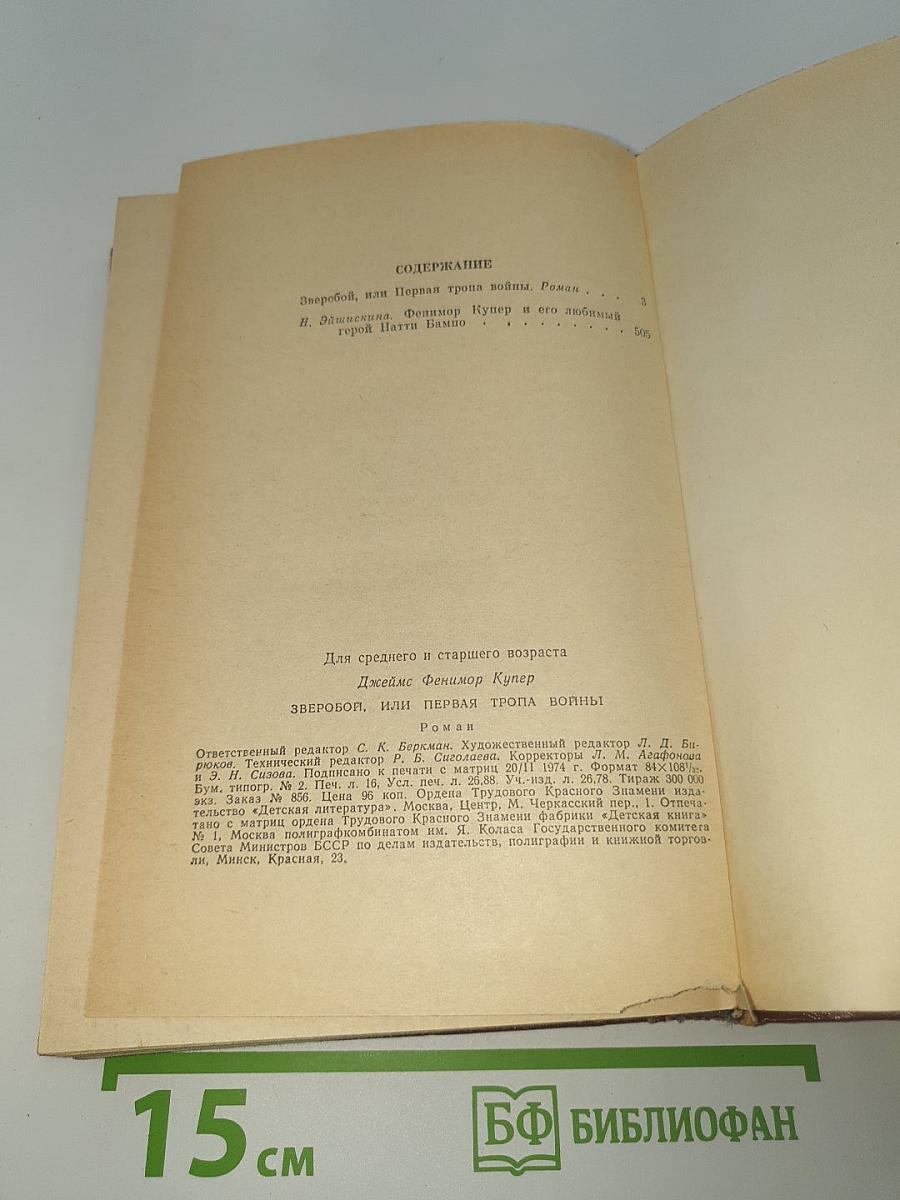 СОДЕРЖАНИЕ
Зверобой, или Первая тропа войны. Роман . . . 3
Н. Эйшискина. Фенимор Купер и его любимый
герой Натти Бампо . . . . . . . . 505
Для среднего и старшего возраста
Джеймс Фенимор Купер
ЗВЕРОБОЙ, ИЛИ ПЕРВАЯ ТРОПА ВОЙНЫ
Роман
Ответственный редактор С. К. Беркман. Художественный редактор Л. Д. Би-
рюков. Технический редактор Р. Б. Сиголаева. Корректоры Л. М. Агафонова
и Э. Н. Сизова. Подписано к печати с матриц 20/11 1974 г. Формат 84×108¹/₃₂.
Бум. типогр. № 2. Печ. л. 16, Усл. печ. л. 26,88. Уч.-изд. л. 26,78. Тираж 300 000
экз. Заказ № 856. Цена 96 коп. Ордена Трудового Красного Знамени изда-
тельство «Детская литература». Москва, Центр, М. Черкасский пер., 1. Отпеча-
тано с матриц ордена Трудового Красного Знамени фабрики «Детская книга»
№ 1, Москва полиграфкомбинатом им. Я. Коласа Государственного комитета
Совета Министров БССР по делам издательств, полиграфии и книжной торгов-
ли, Минск, Красная, 23.
15 см
БФ БИБЛИОФАН